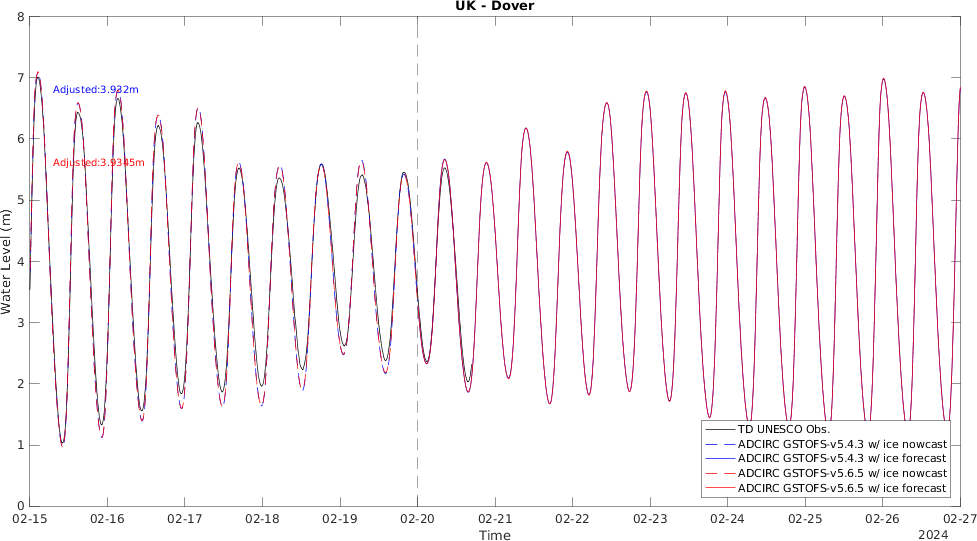 UK - Dover
8
7
6
5
4
3
2
1
0
Water Level (m)
Adjusted:3.932m
Adjusted:3.9345m
TD UNESCO Obs.
ADCIRC GSTOFS-v5.4.3 w/ ice nowcast
ADCIRC GSTOFS-v5.4.3 w/ ice forecast
ADCIRC GSTOFS-v5.6.5 w/ ice nowcast
ADCIRC GSTOFS-v5.6.5 w/ ice forecast
02-15 02-16 02-17 02-18 02-19 02-20 02-21 02-22 02-23 02-24 02-25 02-26 02-27
Time
2024